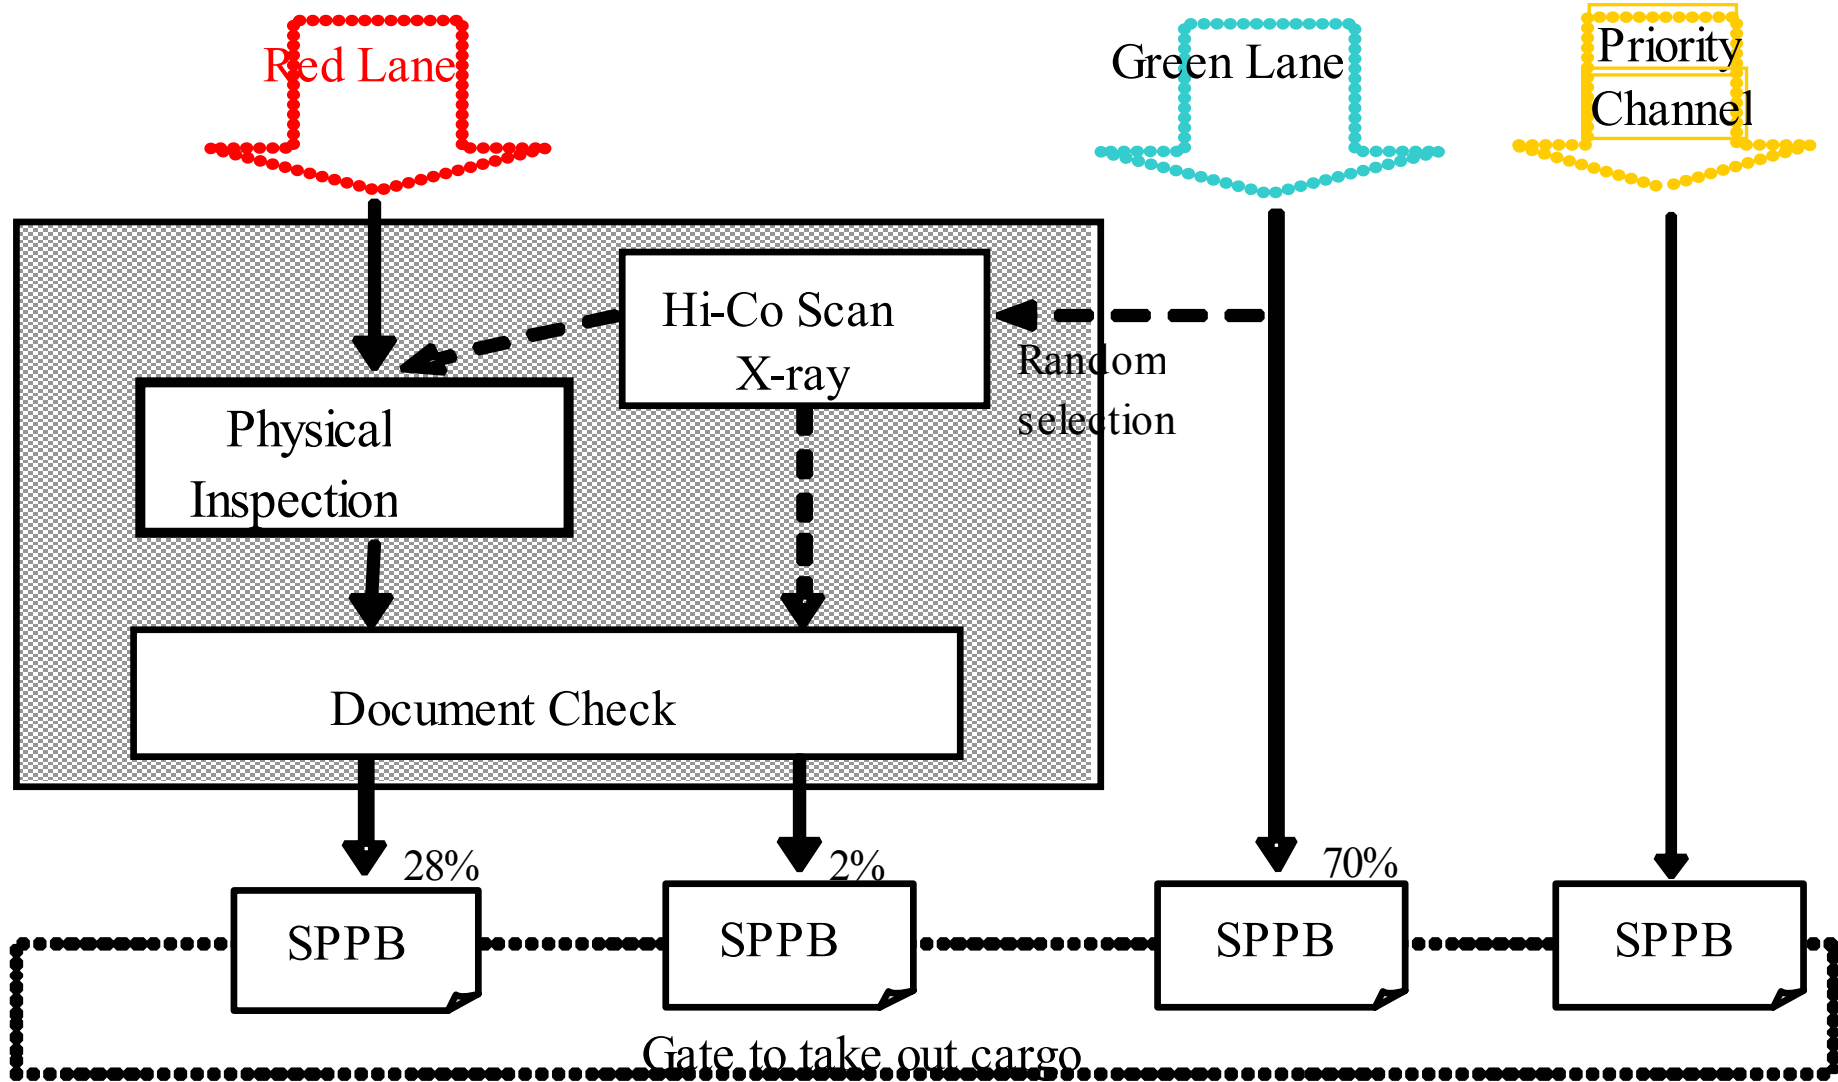 Red Lane
Green Lane
Priority
Channel
Hi-Co Scan
X-ray
Random
selection
Physical
Inspection
Document Check
28%
2%
70%
SPPB
SPPB
SPPB
SPPB
Gate to take out cargo